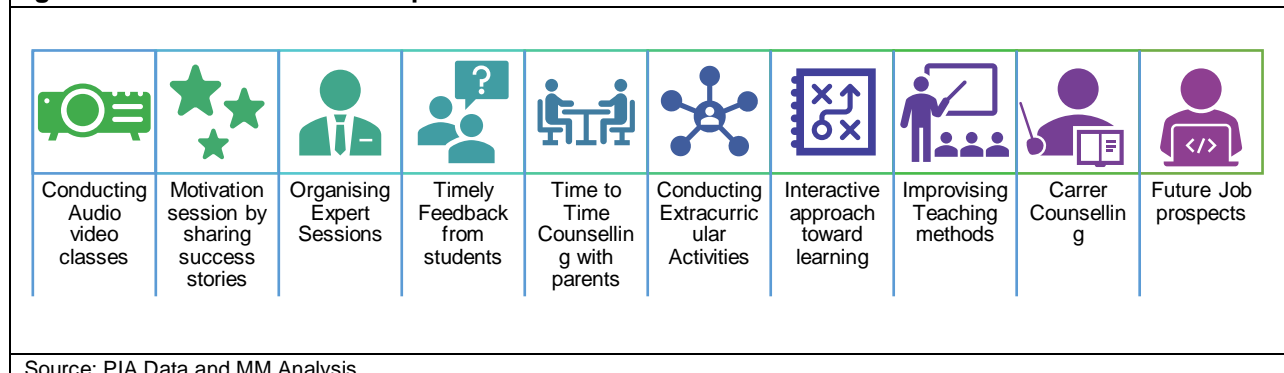 Conducting
Audio
video
classes
Motivation
session by
sharing
success
stories
Organising
Expert
Sessions
Timely
Feedback
from
students
Time to
Time
Counsellin
g with
parents
Conducting
Extracurric
ular
Activities
Interactive
approach
toward
learning
Improvising
Teaching
methods
Carrer
Counsellin
g
Future Job
prospects
Source: PIA Data and MM Analysis